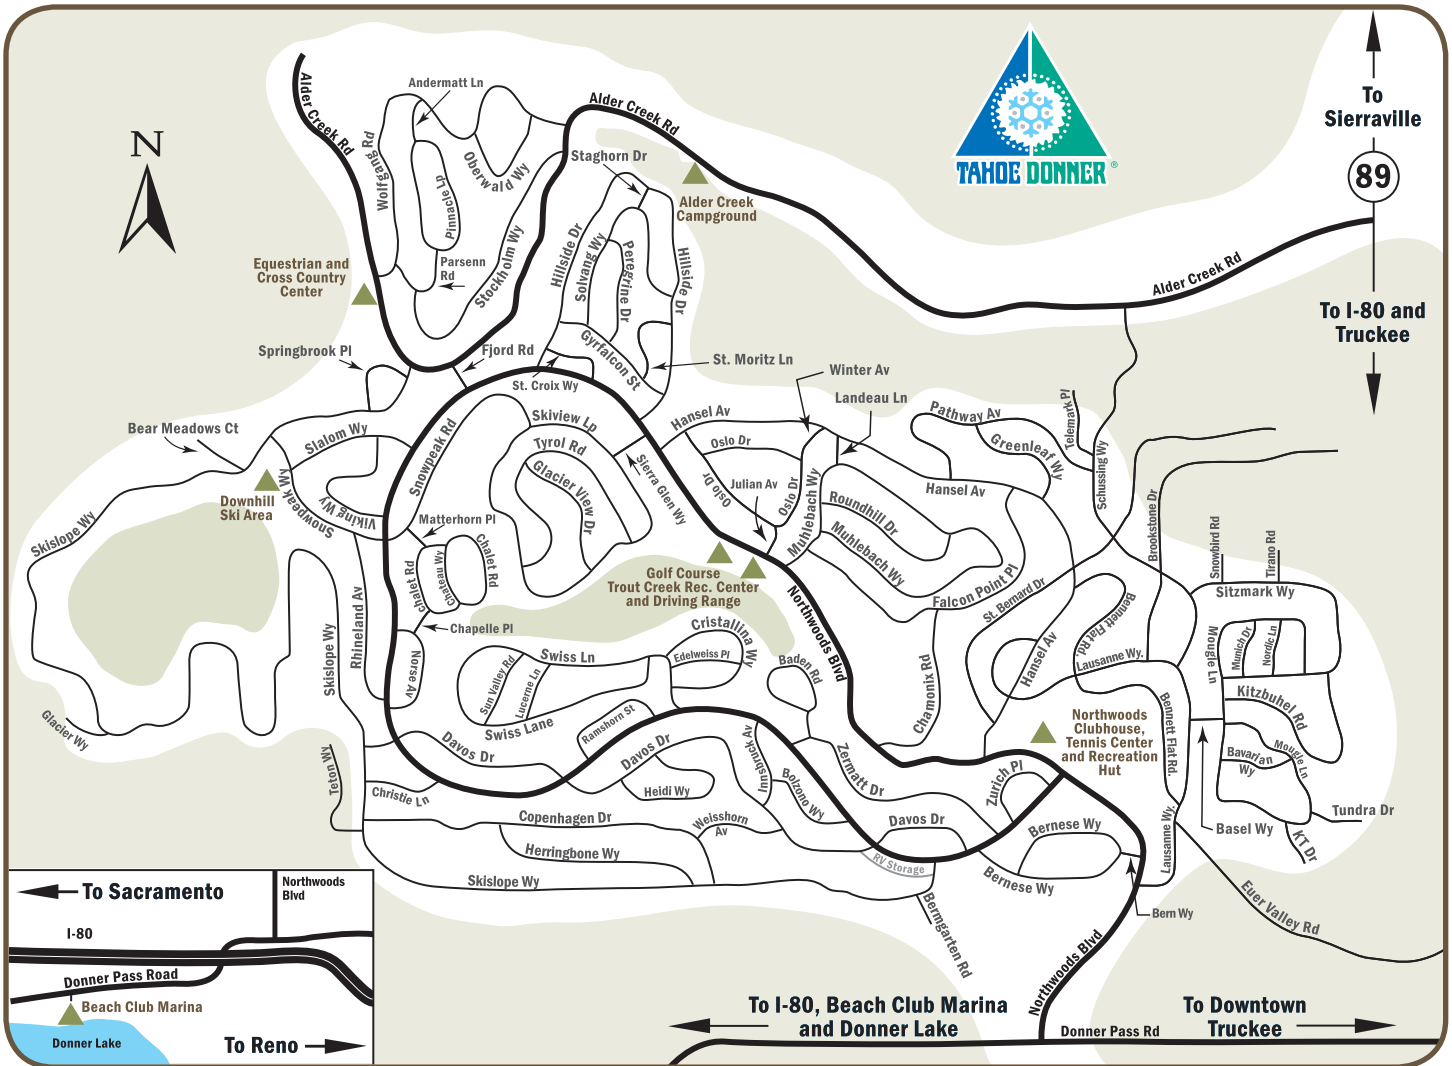 Alder Creek Rd
Andermatt Ln
Wolfgang Rd
Pinnacle Lp
Oberwald Wy
Parsenn
Rd
Stockholm Wy
Alder Creek Rd
Staghorn Dr
Alder Creek
Campground
TAHOE DONNER®
To
Sierraville
89
To I-80 and
Truckee
Alder Creek Rd
N
Equestrian and
Cross Country
Center
Hillside Dr
Solvang Wy
Peregrine Dr
Hillside Dr
Gyrfalcon St
St. Moritz Ln
Springbrook Pl
Fjord Rd
St. Croix Wy
Winter Av
Landeau Ln
Bear Meadows Ct
Slalom Wy
Snowpeak Rd
Skiview Lp
Tyrol Rd
Glacier View Dr
Sierra Glen Wy
Hansel Av
Oslo Dr
Oslo Dr
Oslo Dr
Julian Av
Muhlebach Wy
Roundhill Dr
Muhlebach Wy
Hansel Av
Pathway Av
Greenleaf Wy
Telemark Pl
Schussing Wy
Brookstone Dr
Snowbird Rd
Tirano Rd
Sitzmark Wy
Downhill
Ski Area
Snowpeak Wy
Viking Wy
Skislope Wy
Matterhorn Pl
Chalet Rd
Chateau Wy
Chalet Rd
Chapelle Pl
Norse Av
Rhineland Av
Skislope Wy
Glacier Wy
Golf Course
Trout Creek Rec. Center
and Driving Range
Northwoods Blvd
Falcon Point Pl
St. Bernard Dr
Hansel Av
Chamonix Rd
Bennett Flat Rd.
Lausanne Wy.
Bennett Flat Rd.
Mougle Ln
Munich Dr
Nordic Ln
Kitzbuhel Rd
Bavarian
Wy
Mougle Ln
Tundra Dr
KT Dr
Basel Wy
Lausanne Wy.
Euer Valley Rd
Cristallina Wy
Edelweiss Pl
Baden Rd
Swiss Ln
Sun Valley Rd
Lucerne Ln
Swiss Lane
Ramshorn St
Davos Dr
Davos Dr
Heidi Wy
Innsbruck Av
Bolzono Wy
Zermatt Dr
Davos Dr
Zurich Pl
Northwoods
Clubhouse,
Tennis Center
and Recreation
Hut
Teton Wy
Christie Ln
Copenhagen Dr
Weisshorn
Av
Herringbone Wy
Skislope Wy
RV Storage
Bernese Wy
Bernese Wy
Bern Wy
Bermgarten Rd
Northwoods Blvd
To I-80, Beach Club Marina
and Donner Lake
Donner Pass Rd
To Downtown
Truckee
To Sacramento
Northwoods
Blvd
I-80
Donner Pass Road
Beach Club Marina
Donner Lake
To Reno